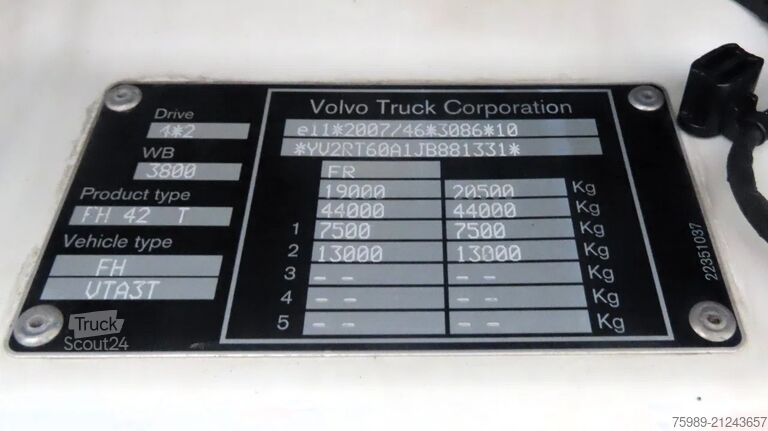 Volvo Truck Corporation
Drive
4*2
WB
3800
Product type
FH 42 T
Vehicle type
FH
VTA3T
e11*2007/46*3086*10
*YV2RT60A1JB881331*
FR
19000 20500 Kg
44000 44000 Kg
1 7500 7500 Kg
2 13000 13000 Kg
3 -- -- Kg
4 -- -- Kg
5 -- -- Kg
22351037
Truck
Scout24
75989-21243657